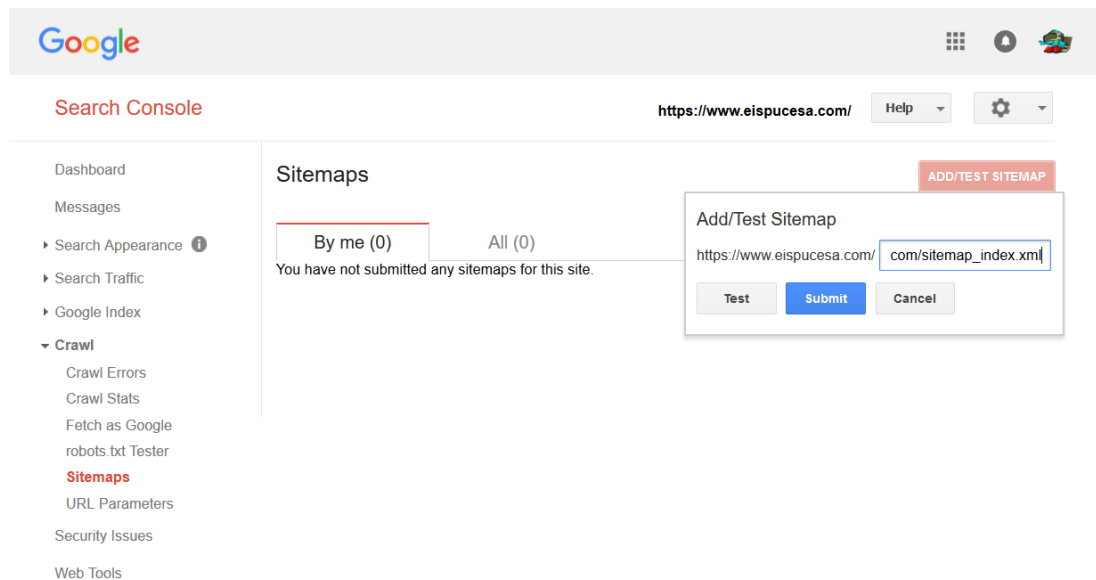 Google
Search Console
https://www.eispucesa.com/
Help
Dashboard
Messages
Search Appearance
Search Traffic
Google Index
Crawl
Crawl Errors
Crawl Stats
Fetch as Google
robots.txt Tester
Sitemaps
URL Parameters
Security Issues
Web Tools
Sitemaps
ADD/TEST SITEMAP
By me (0)
All (0)
You have not submitted any sitemaps for this site.
Add/Test Sitemap
https://www.eispucesa.com/ com/sitemap_index.xml
Test
Submit
Cancel